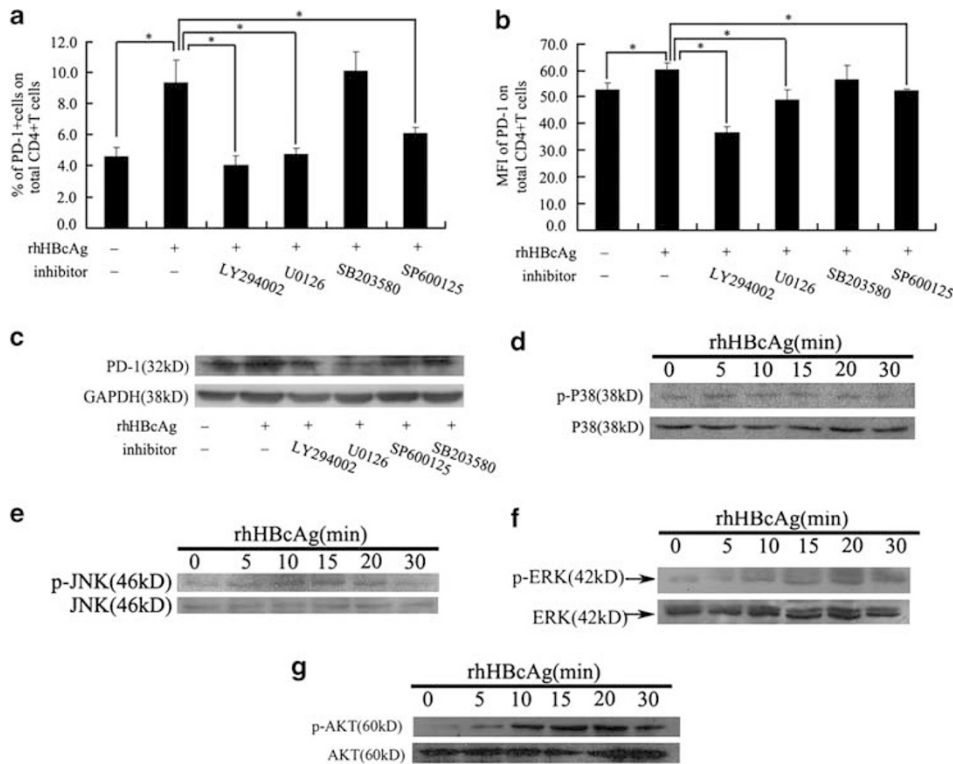 a
% of PD-1+cells on
total CD4+T cells
12.0
10.0
8.0
6.0
4.0
2.0
0.0
* * * *
rhHBcAg – + + + + +
inhibitor – – LY294002 U0126 SB203580 SP600125
b
MFI of PD-1 on
total CD4+T cells
70.0
60.0
50.0
40.0
30.0
20.0
10.0
0.0
* * * *
rhHBcAg – + + + + +
inhibitor – – LY294002 U0126 SB203580 SP600125
c
PD-1(32kD)
GAPDH(38kD)
rhHBcAg – + + + + +
inhibitor – – LY294002 U0126 SP600125 SB203580
d
rhHBcAg(min)
0 5 10 15 20 30
p-P38(38kD)
P38(38kD)
e
rhHBcAg(min)
0 5 10 15 20 30
p-JNK(46kD)
JNK(46kD)
f
rhHBcAg(min)
0 5 10 15 20 30
p-ERK(42kD)
ERK(42kD)
g
rhHBcAg(min)
0 5 10 15 20 30
p-AKT(60kD)
AKT(60kD)